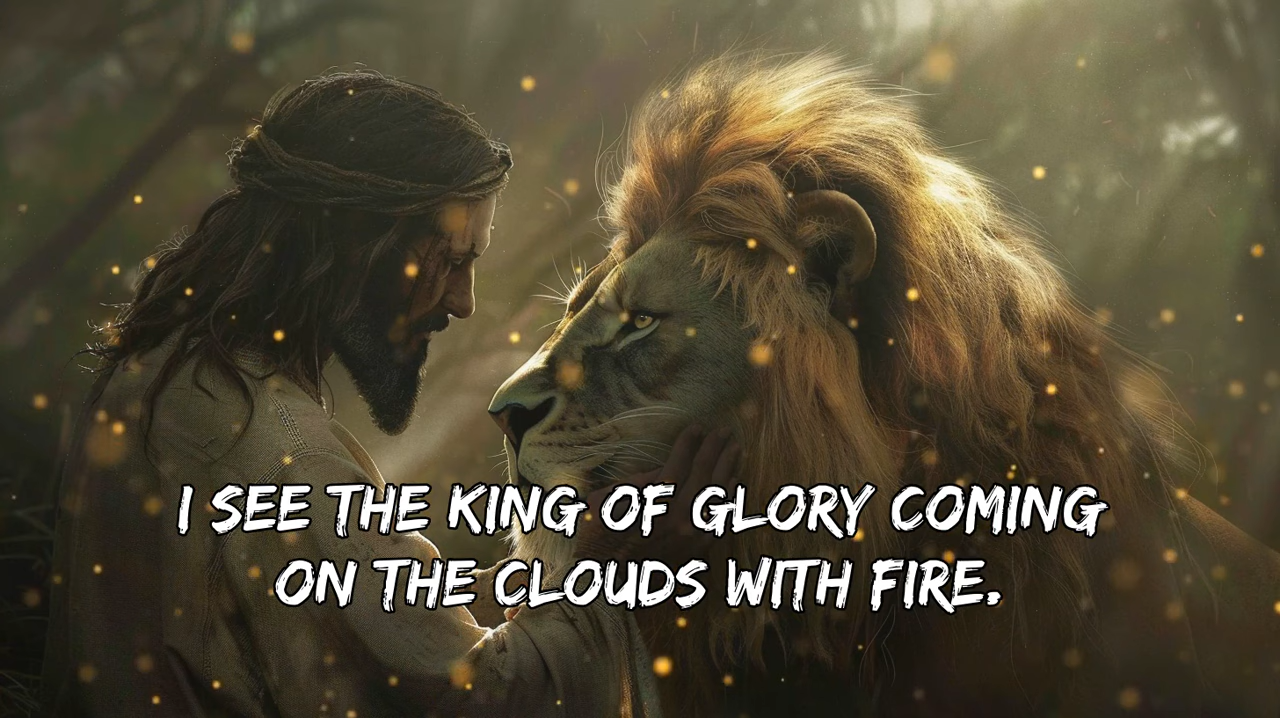 I SEE THE KING OF GLORY COMING
ON THE CLOUDS WITH FIRE.